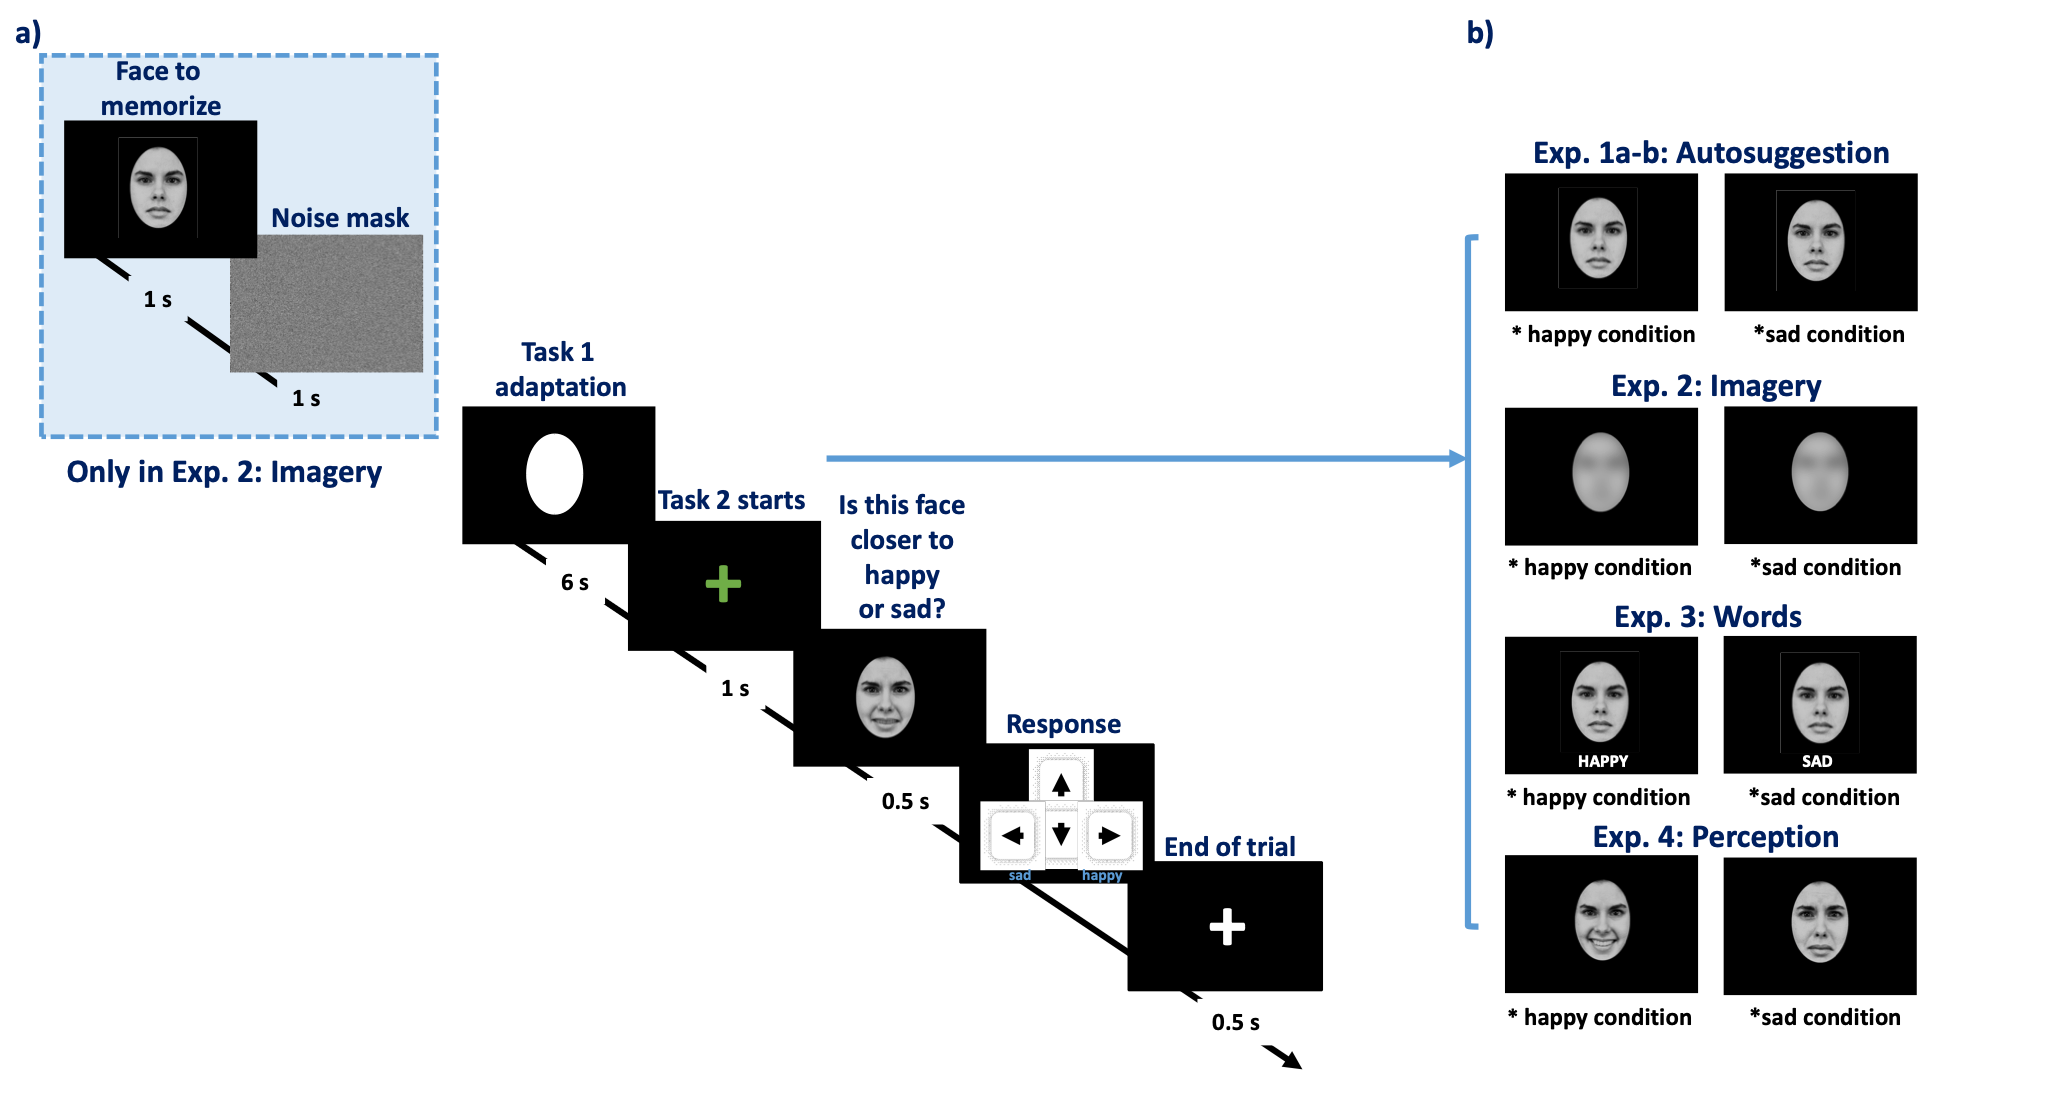 a)
Face to
memorize
Noise mask
1 s
1 s
Only in Exp. 2: Imagery
Task 1
adaptation
6 s
Task 2 starts
1 s
Is this face
closer to
happy
or sad?
0.5 s
Response
sad
happy
End of trial
0.5 s
b)
Exp. 1a-b: Autosuggestion
* happy condition
*sad condition
Exp. 2: Imagery
* happy condition
*sad condition
Exp. 3: Words
HAPPY
SAD
* happy condition
*sad condition
Exp. 4: Perception
* happy condition
*sad condition